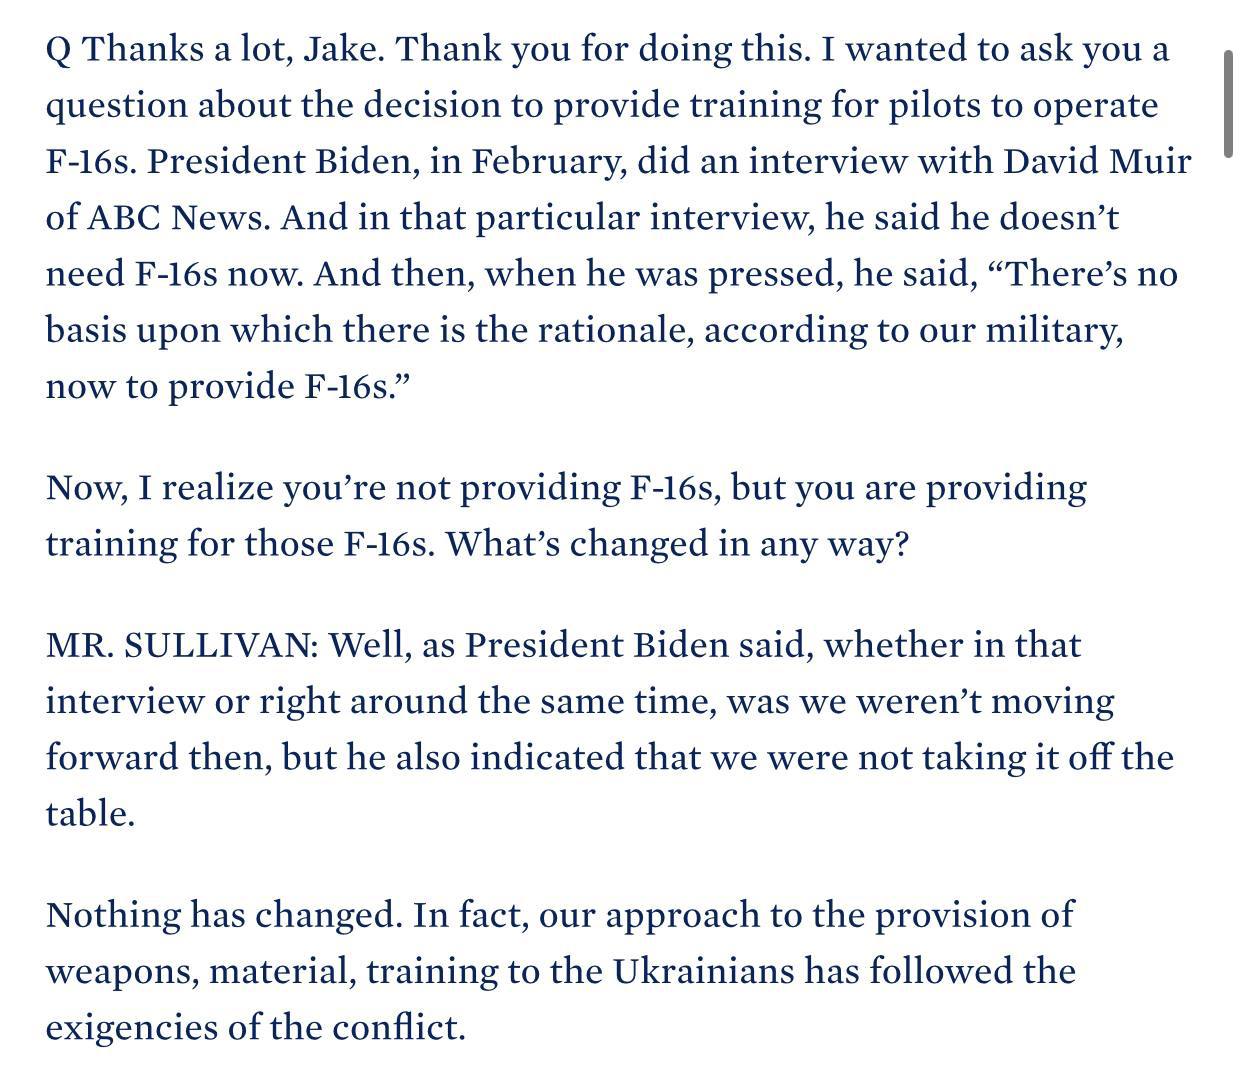 Q Thanks a lot, Jake. Thank you for doing this. I wanted to ask you a
question about the decision to provide training for pilots to operate
F-16s. President Biden, in February, did an interview with David Muir
of ABC News. And in that particular interview, he said he doesn’t
need F-16s now. And then, when he was pressed, he said, “There’s no
basis upon which there is the rationale, according to our military,
now to provide F-16s.”
Now, I realize you’re not providing F-16s, but you are providing
training for those F-16s. What’s changed in any way?
MR. SULLIVAN: Well, as President Biden said, whether in that
interview or right around the same time, was we weren’t moving
forward then, but he also indicated that we were not taking it off the
table.
Nothing has changed. In fact, our approach to the provision of
weapons, material, training to the Ukrainians has followed the
exigencies of the conflict.